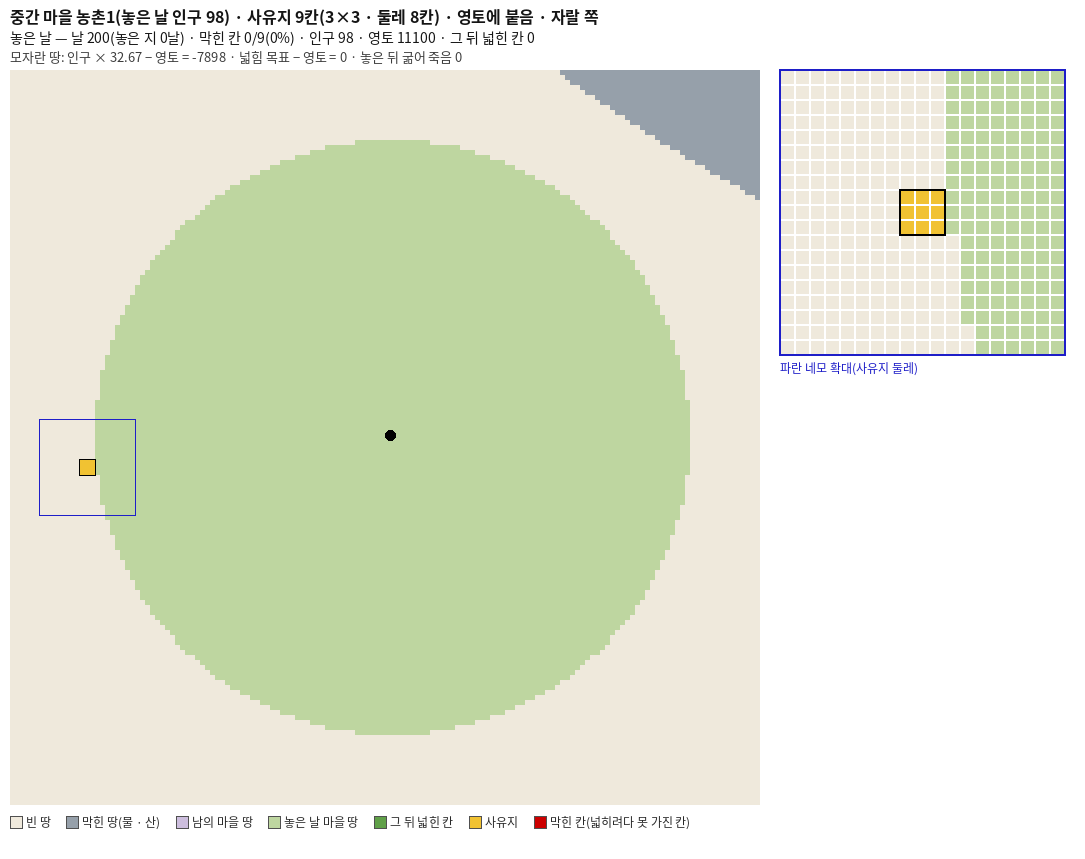 중간 마을 농촌1(놓은 날 인구 98) · 사유지 9칸(3×3 · 둘레 8칸) · 영토에 붙음 · 자랄 쪽
놓은 날 — 날 200(놓은 지 0날) · 막힌 칸 0/9(0%) · 인구 98 · 영토 11100 · 그 뒤 넓힌 칸 0
모자란 땅: 인구 × 32.67 − 영토 = -7898 · 넓힘 목표 − 영토 = 0 · 놓은 뒤 굶어 죽음 0
파란 네모 확대(사유지 둘레)
빈 땅 막힌 땅(물 · 산) 남의 마을 땅 놓은 날 마을 땅 그 뒤 넓힌 칸 사유지 막힌 칸(넓히려다 못 가진 칸)